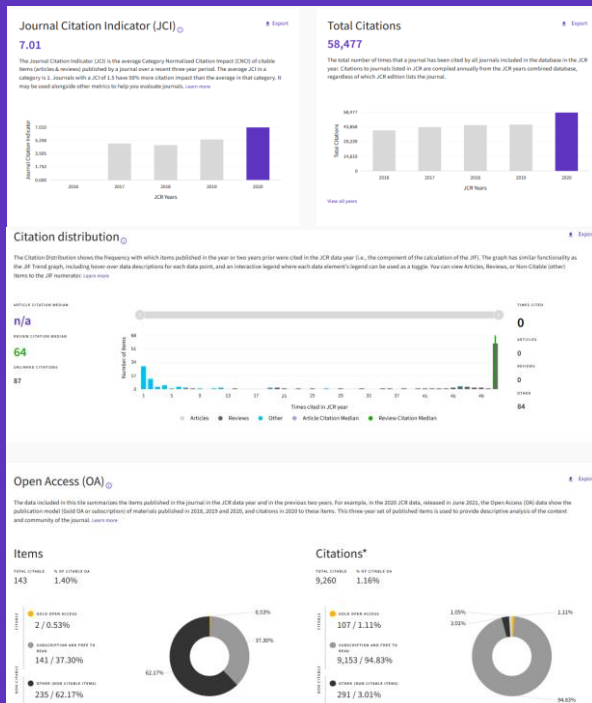 Journal Citation Indicator (JCI)
Export
7.01
The Journal Citation Indicator (JCI) is the average Category Normalized Citation Impact (CNCI) of citable
items (articles & reviews) published by a journal over a recent three year period. The average JCI in a
category is 1. Journals with a JCI of 1.5 have 50% more citation impact than the average in that category. It
may be used alongside other metrics to help you evaluate journals. Learn more
Journal Citation Indicator
7.010
5.258
3.505
1.752
0.000
2016 2017 2018 2019 2020
JCR Years
Total Citations
Export
58,477
The total number of times that a journal has been cited by all journals included in the database in the JCR
year. Citations to journals listed in JCR are compiled annually from the JCR years combined database,
regardless of which JCR edition lists the journal.
Total Citations
58,477
43,858
29,239
14,619
0
2016 2017 2018 2019 2020
JCR Years
View all years
Citation distribution
Export
The Citation Distribution shows the frequency with which items published in the year or two years prior were cited in the JCR data year (i.e., the component of the calculation of the JIF). The graph has similar functionality as
the JIF Trend graph, including hover-over data descriptions for each data point, and an interactive legend where each data element's legend can be used as a toggle. You can view Articles, Reviews, or Non-Citable (other)
items to the JIF numerator. Learn more
ARTICLE CITATION MEDIAN
n/a
REVIEW CITATION MEDIAN
64
UNLINKED CITATIONS
87
Number of items
68
51
34
17
0
1 5 9 13 17 21 25 29 33 37 41 45 49
Times cited in JCR year
Articles Reviews Other Article Citation Median Review Citation Median
TIMES CITED
0
ARTICLES
0
REVIEWS
0
OTHER
84
Open Access (OA)
Export
The data included in this tile summarizes the items published in the journal in the JCR data year and in the previous two years. For example, in the 2020 JCR data, released in June 2021, the Open Access (OA) data show the
publication model (Gold OA or subscription) of materials published in 2018, 2019 and 2020, and citations in 2020 to these items. This three-year set of published items is used to provide descriptive analysis of the content
and community of the journal. Learn more
Items
TOTAL CITABLE % OF CITABLE OA
143 1.40%
CITABLE
GOLD OPEN ACCESS
2 / 0.53%
SUBSCRIPTION AND FREE TO
READ
141 / 37.30%
NON CITABLE
OTHER (NON CITABLE ITEMS)
235 / 62.17%
0.53%
37.30%
62.17%
Citations*
TOTAL CITABLE % OF CITABLE OA
9,260 1.16%
CITABLE
GOLD OPEN ACCESS
107 / 1.11%
SUBSCRIPTION AND FREE TO
READ
9,153 / 94.83%
NON CITABLE
OTHER (NON CITABLE ITEMS)
291 / 3.01%
1.05%
3.01%
1.11%
94.83%